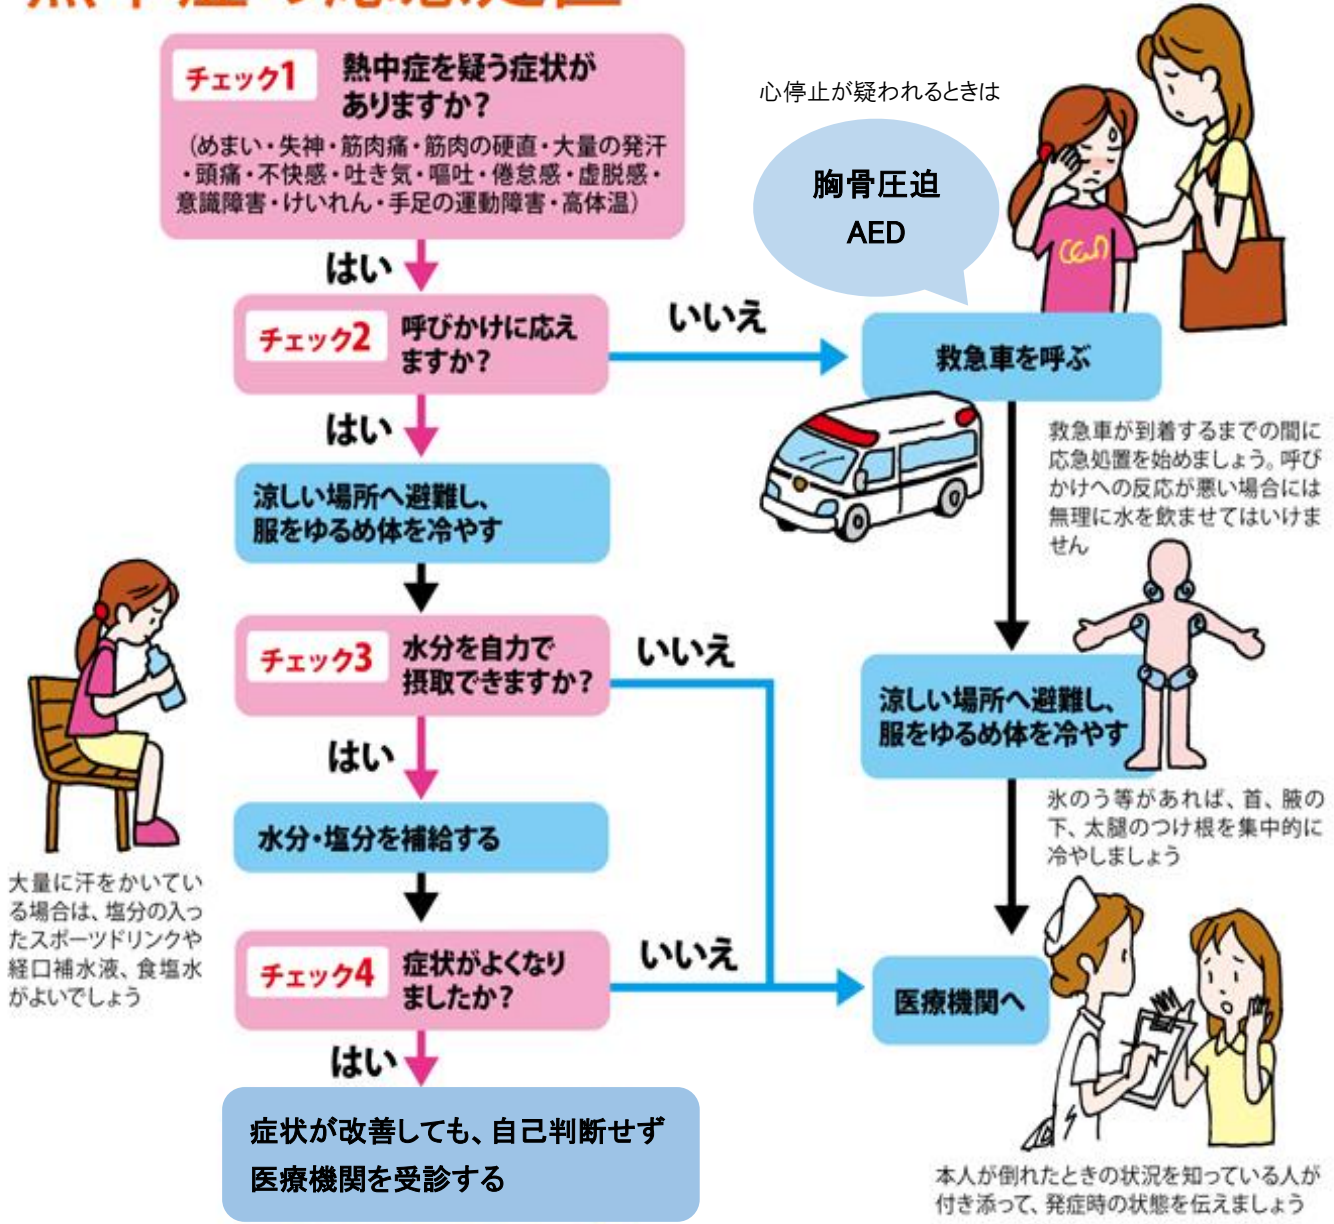 熱中症の応急処置
チェック1
熱中症を疑う症状が
ありますか?
(めまい・失神・筋肉痛・筋肉の硬直・大量の発汗
・頭痛・不快感・吐き気・嘔吐・倦怠感・虚脱感・
意識障害・けいれん・手足の運動障害・高体温)
心停止が疑われるときは
胸骨圧迫
AED
はい
チェック2
呼びかけに応え
ますか?
いいえ
救急車を呼ぶ
はい
救急車が到着するまでの間に
応急処置を始めましょう。呼び
かけへの反応が悪い場合には
無理に水を飲ませてはいけま
せん
涼しい場所へ避難し、
服をゆるめ体を冷やす
チェック3
水分を自力で
摂取できますか?
いいえ
涼しい場所へ避難し、
服をゆるめ体を冷やす
はい
氷のう等があれば、首、腋の
下、太腿のつけ根を集中的に
冷やしましょう
水分・塩分を補給する
大量に汗をかいてい
る場合は、塩分の入っ
たスポーツドリンクや
経口補水液、食塩水
がよいでしょう
チェック4
症状がよくなり
ましたか?
いいえ
医療機関へ
はい
症状が改善しても、自己判断せず
医療機関を受診する
本人が倒れたときの状況を知っている人が
付き添って、発症時の状態を伝えましょう